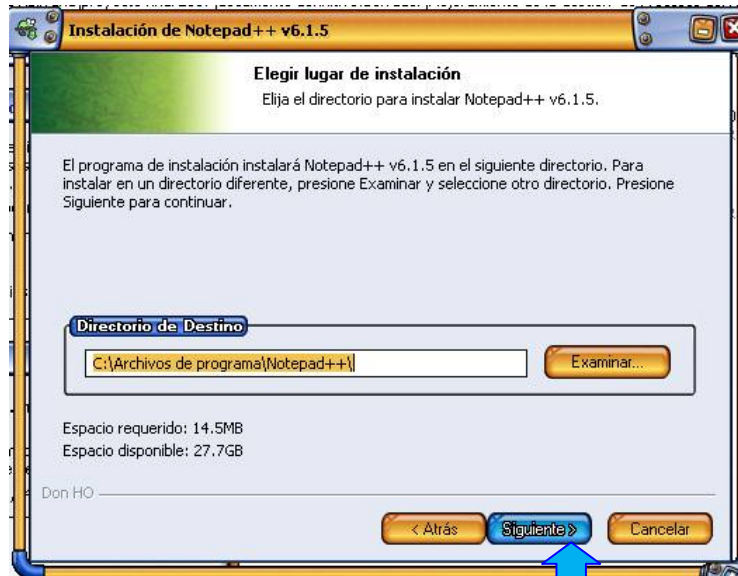 Instalación de Notepad++ v6.1.5
Elegir lugar de instalación
Elija el directorio para instalar Notepad++ v6.1.5.
El programa de instalación instalará Notepad++ v6.1.5 en el siguiente directorio. Para
instalar en un directorio diferente, presione Examinar y seleccione otro directorio. Presione
Siguiente para continuar.
Directorio de Destino
C:\Archivos de programa\Notepad++\
Examinar...
Espacio requerido: 14.5MB
Espacio disponible: 27.7GB
Don HO
< Atrás
Siguiente >
Cancelar